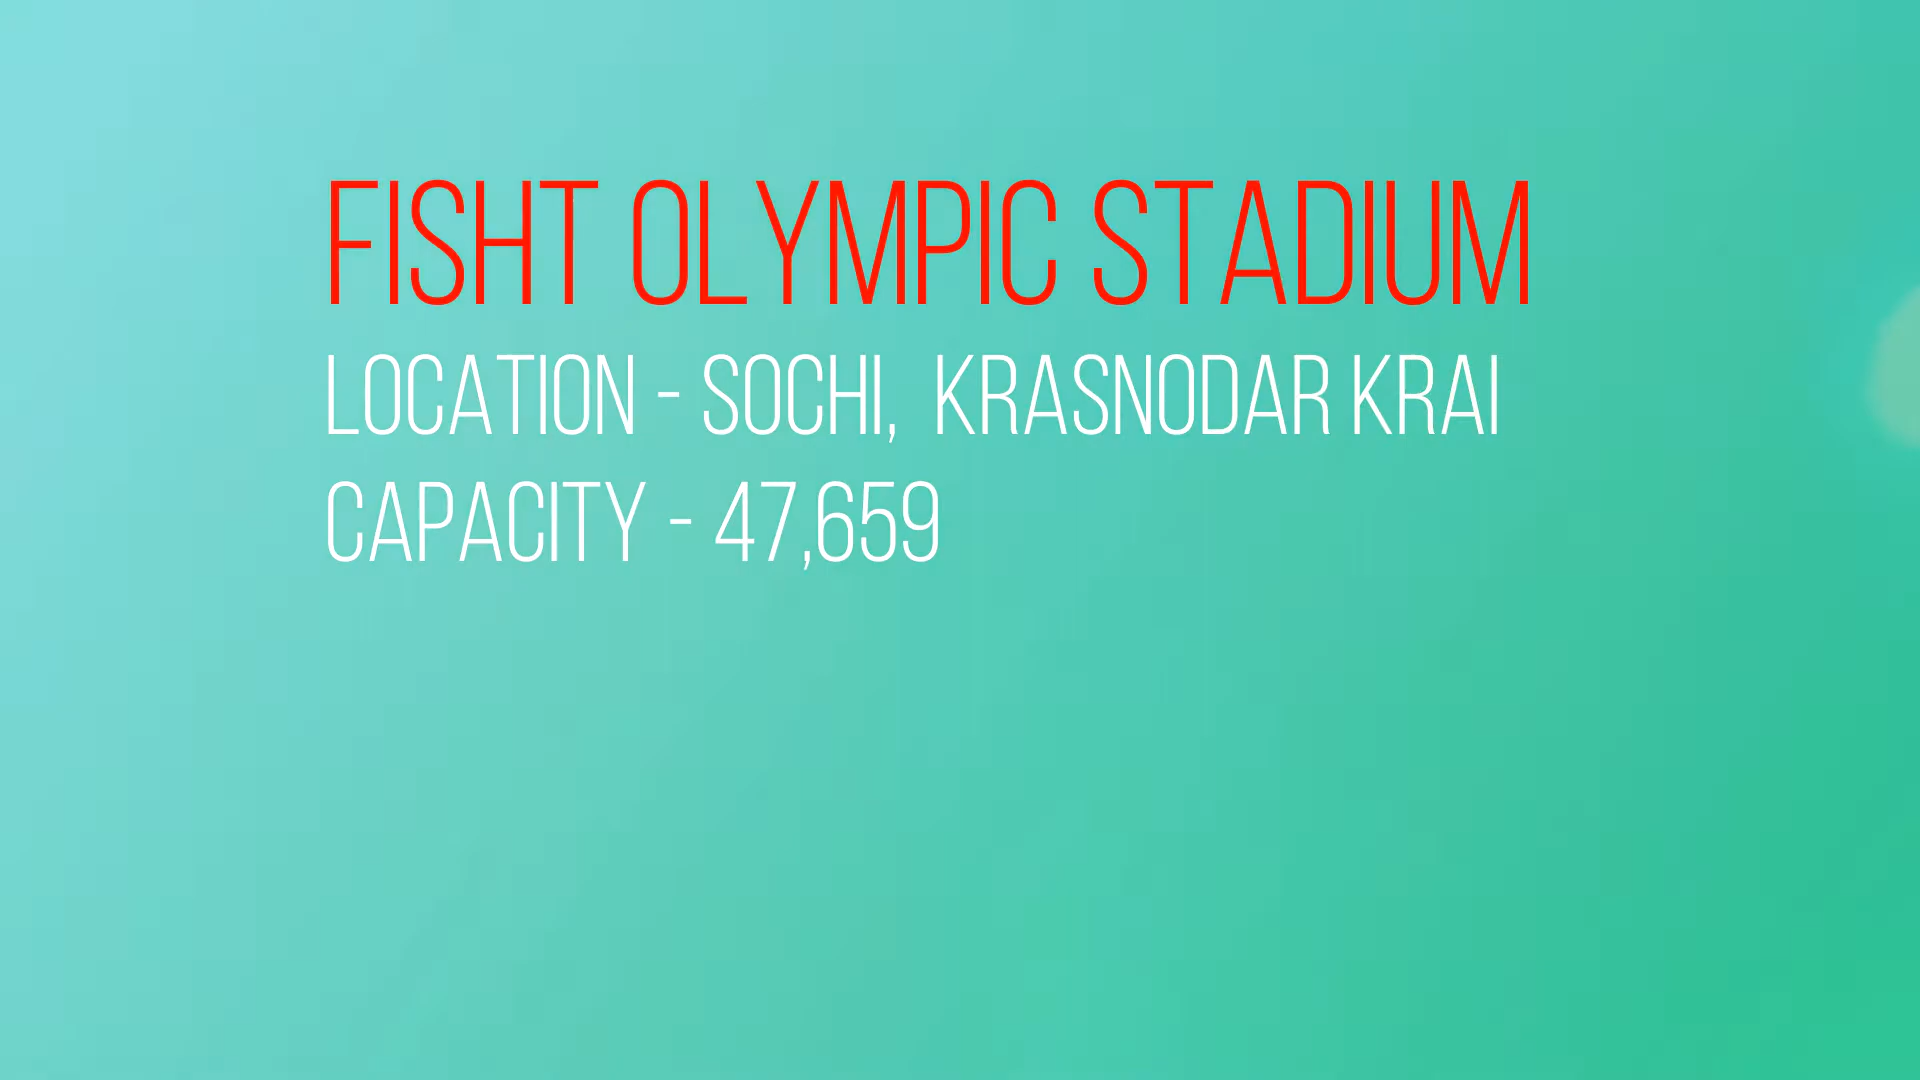 FISHT OLYMPIC STADIUM
LOCATION - SOCHI, KRASNODAR KRAI
CAPACITY - 47,659